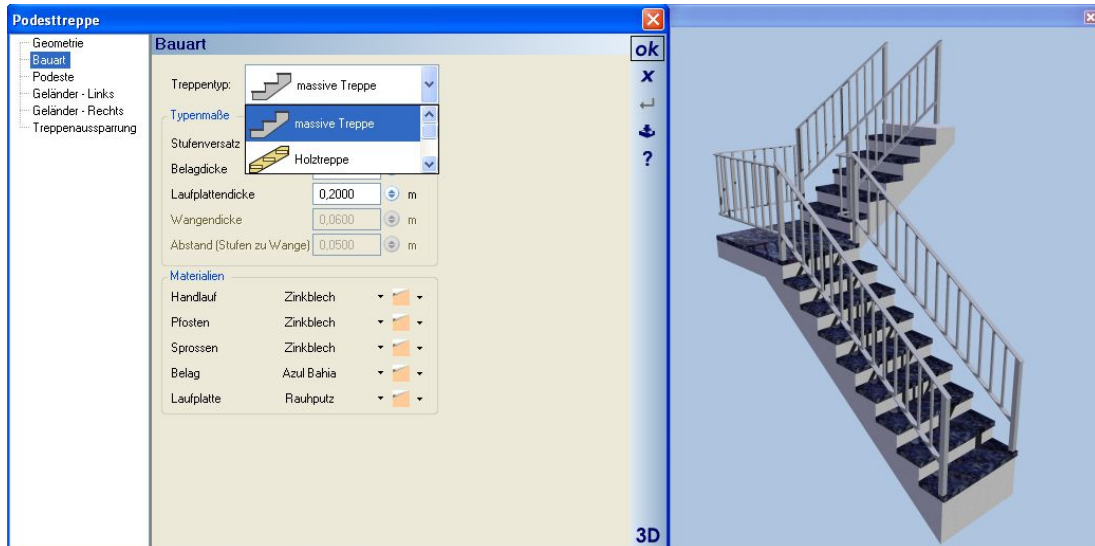 Podesttreppe
Geometrie
Bauart
Podeste
Geländer - Links
Geländer - Rechts
Treppenaussparrung
Bauart
Treppentyp: massive Treppe
massive Treppe
Holztreppe
Typenmaße
Stufenversatz
Belagdicke
Laufplattendicke 0,2000 m
Wangendicke 0,0600 m
Abstand (Stufen zu Wange) 0,0500 m
Materialien
Handlauf Zinkblech
Pfosten Zinkblech
Sprossen Zinkblech
Belag Azul Bahia
Laufplatte Rauhputz
ok
x
?
3D